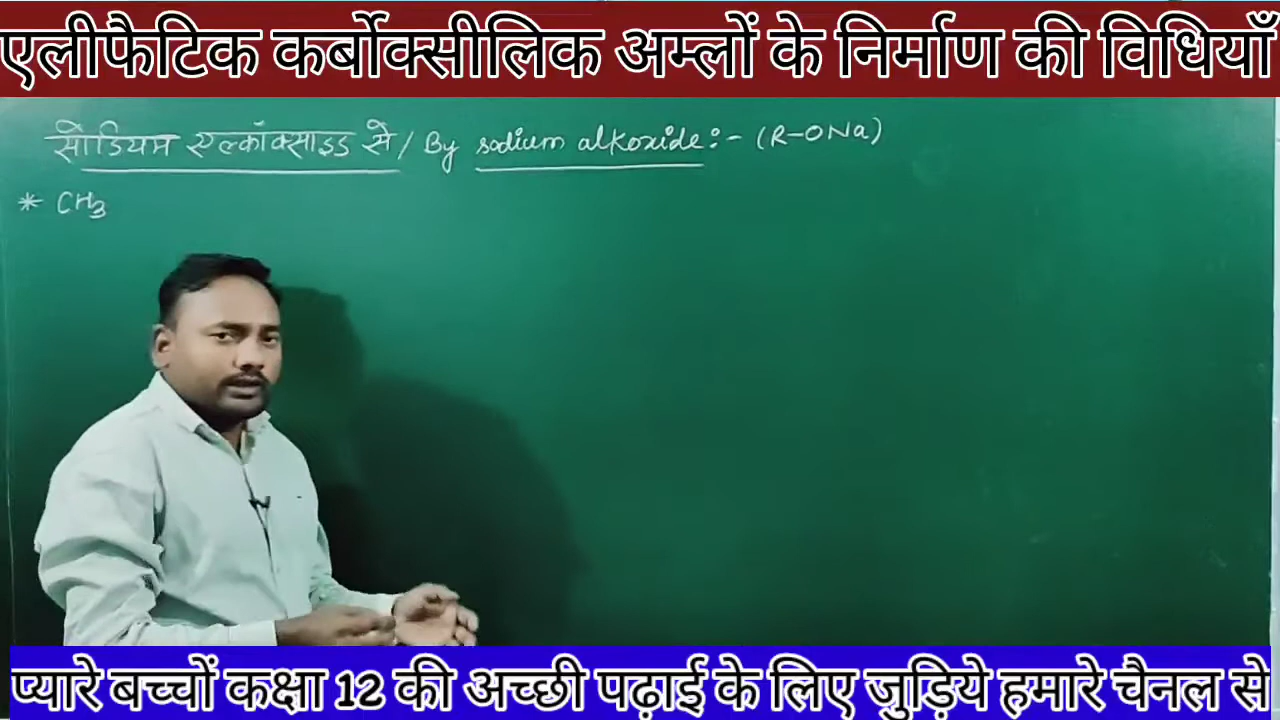 एलीफैटिक कर्बोक्सीलिक अम्लों के निर्माण की विधियाँ
सोडियम एल्कॉक्साइड से / By sodium alkoxide :- (R-ONa)
* CH3
प्यारे बच्चों कक्षा 12 की अच्छी पढ़ाई के लिए जुड़िये हमारे चैनल से